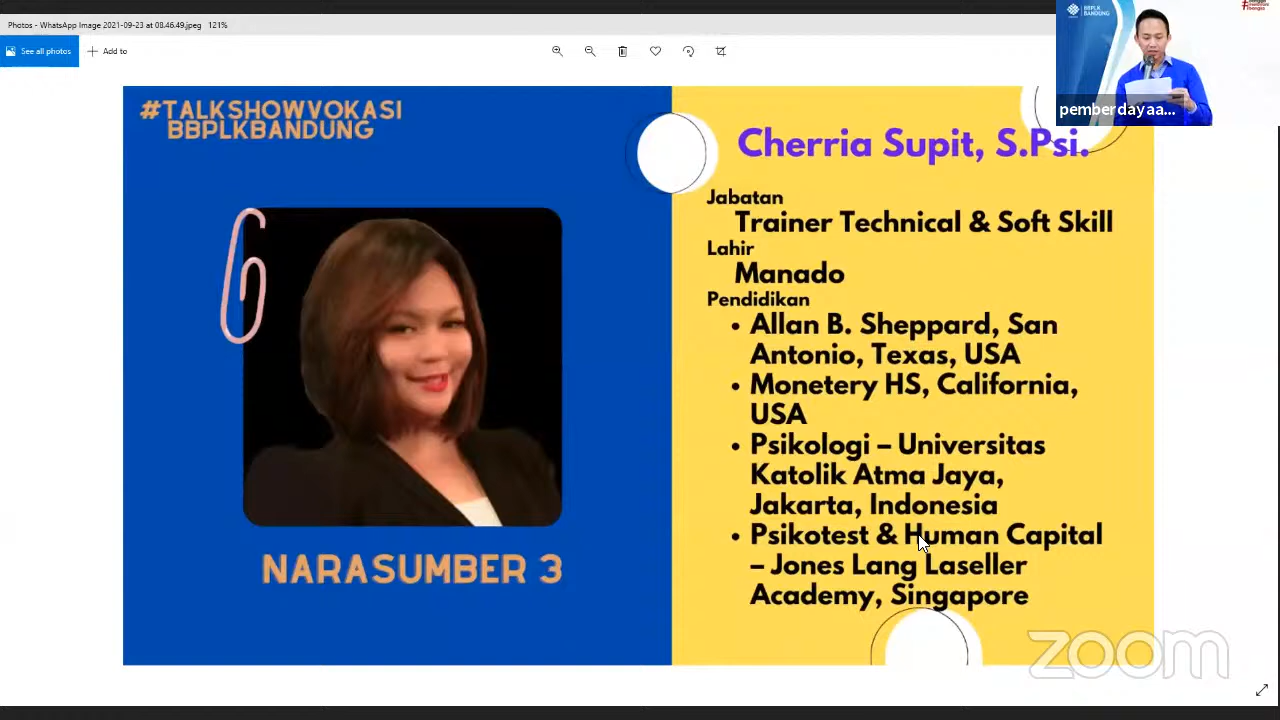 Photos - WhatsApp Image 2021-09-23 at 08.46.49.jpeg 121%
See all photos
Add to
BBPLK
BANDUNG
pemberdayaa...
#TALKSHOWVOKASI
BBPLKBANDUNG
NARASUMBER 3
Cherria Supit, S.Psi.
Jabatan
Trainer Technical & Soft Skill
Lahir
Manado
Pendidikan
• Allan B. Sheppard, San
Antonio, Texas, USA
• Monetery HS, California,
USA
• Psikologi – Universitas
Katolik Atma Jaya,
Jakarta, Indonesia
• Psikotest & Human Capital
– Jones Lang Laseller
Academy, Singapore
zoom